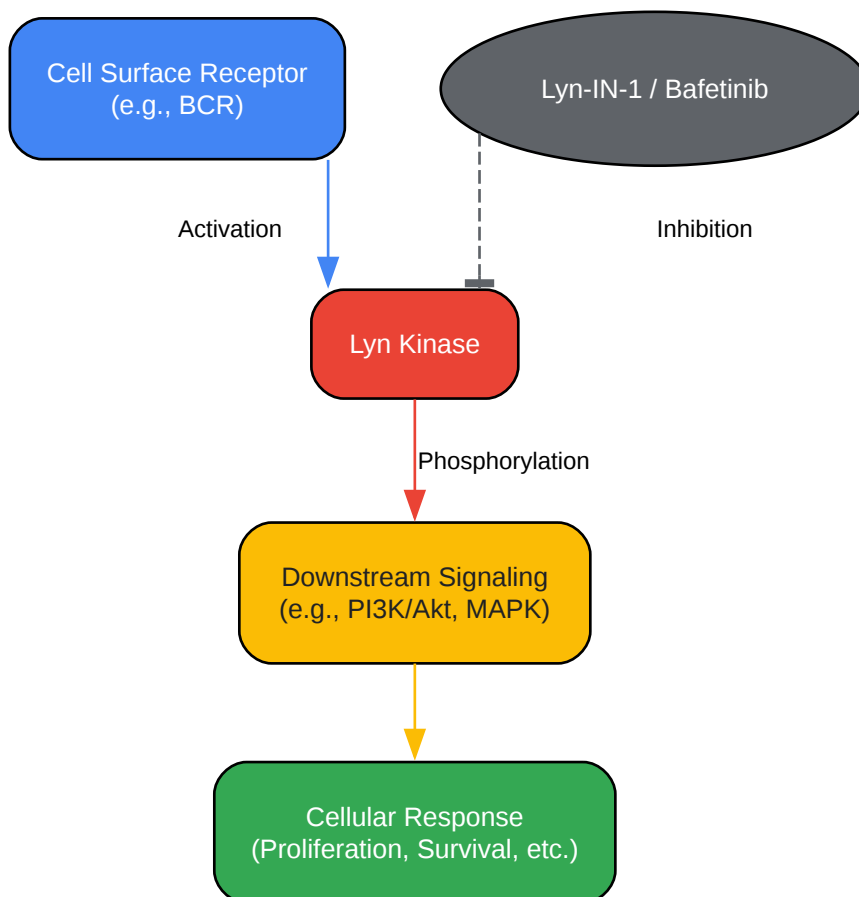 Cell Surface Receptor
(e.g., BCR)
Lyn-IN-1 / Bafetinib
Activation
Inhibition
Lyn Kinase
Phosphorylation
Downstream Signaling
(e.g., PI3K/Akt, MAPK)
Cellular Response
(Proliferation, Survival, etc.)